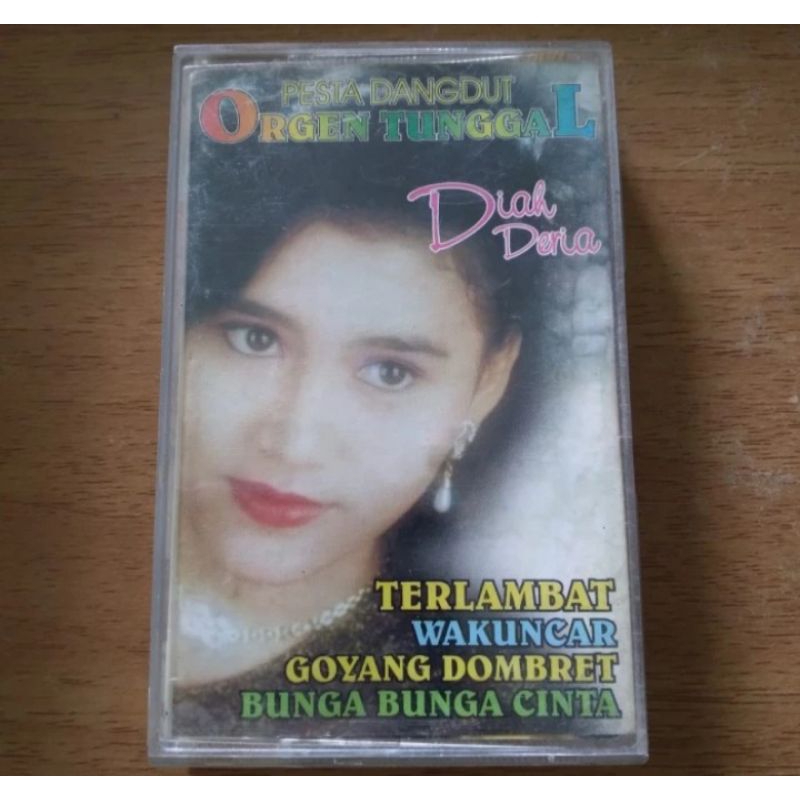 PESTA DANGDUT
ORGEN TUNGGAL
Diah
Deria
TERLAMBAT
WAKUNCAR
GOYANG DOMBRET
BUNGA BUNGA CINTA